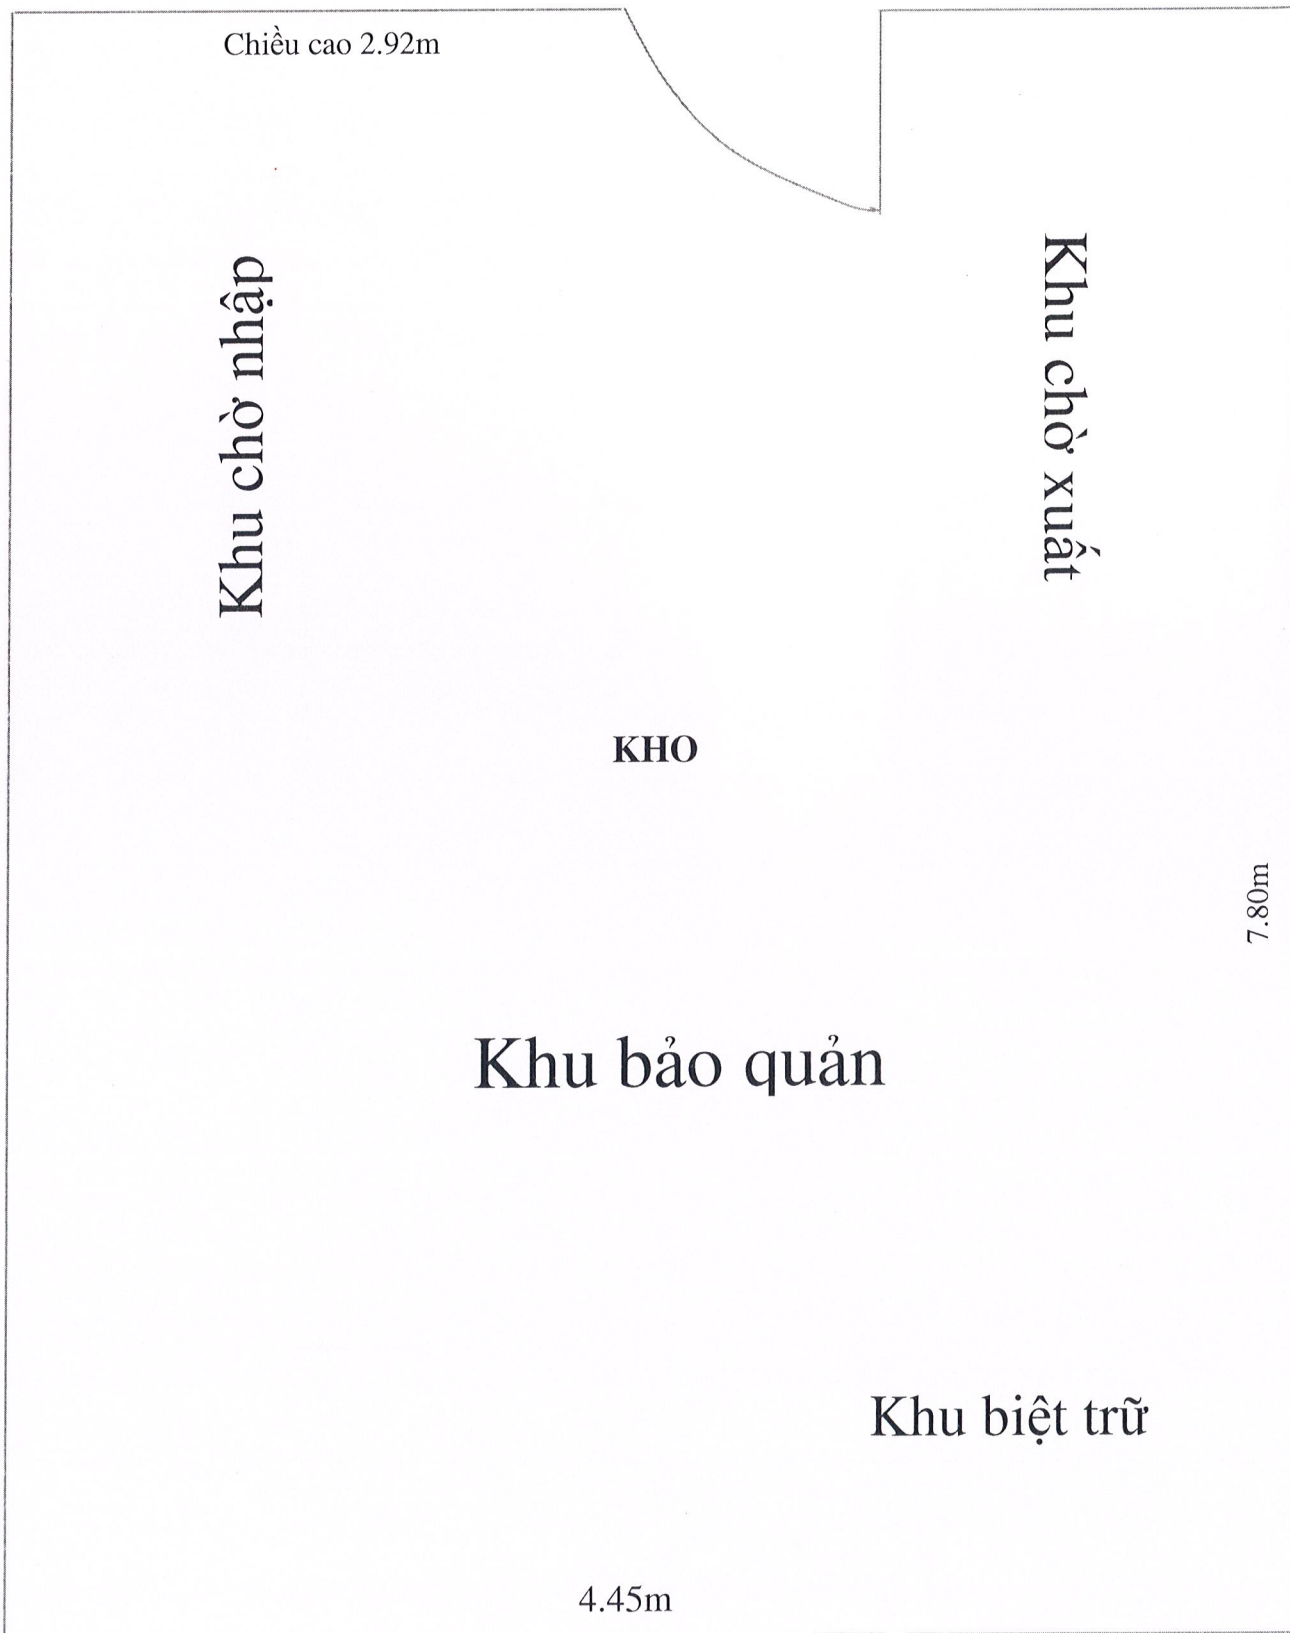 Chiều cao 2.92m
Khu chờ nhập
Khu chờ xuất
KHO
7.80m
Khu bảo quản
Khu biệt trữ
4.45m